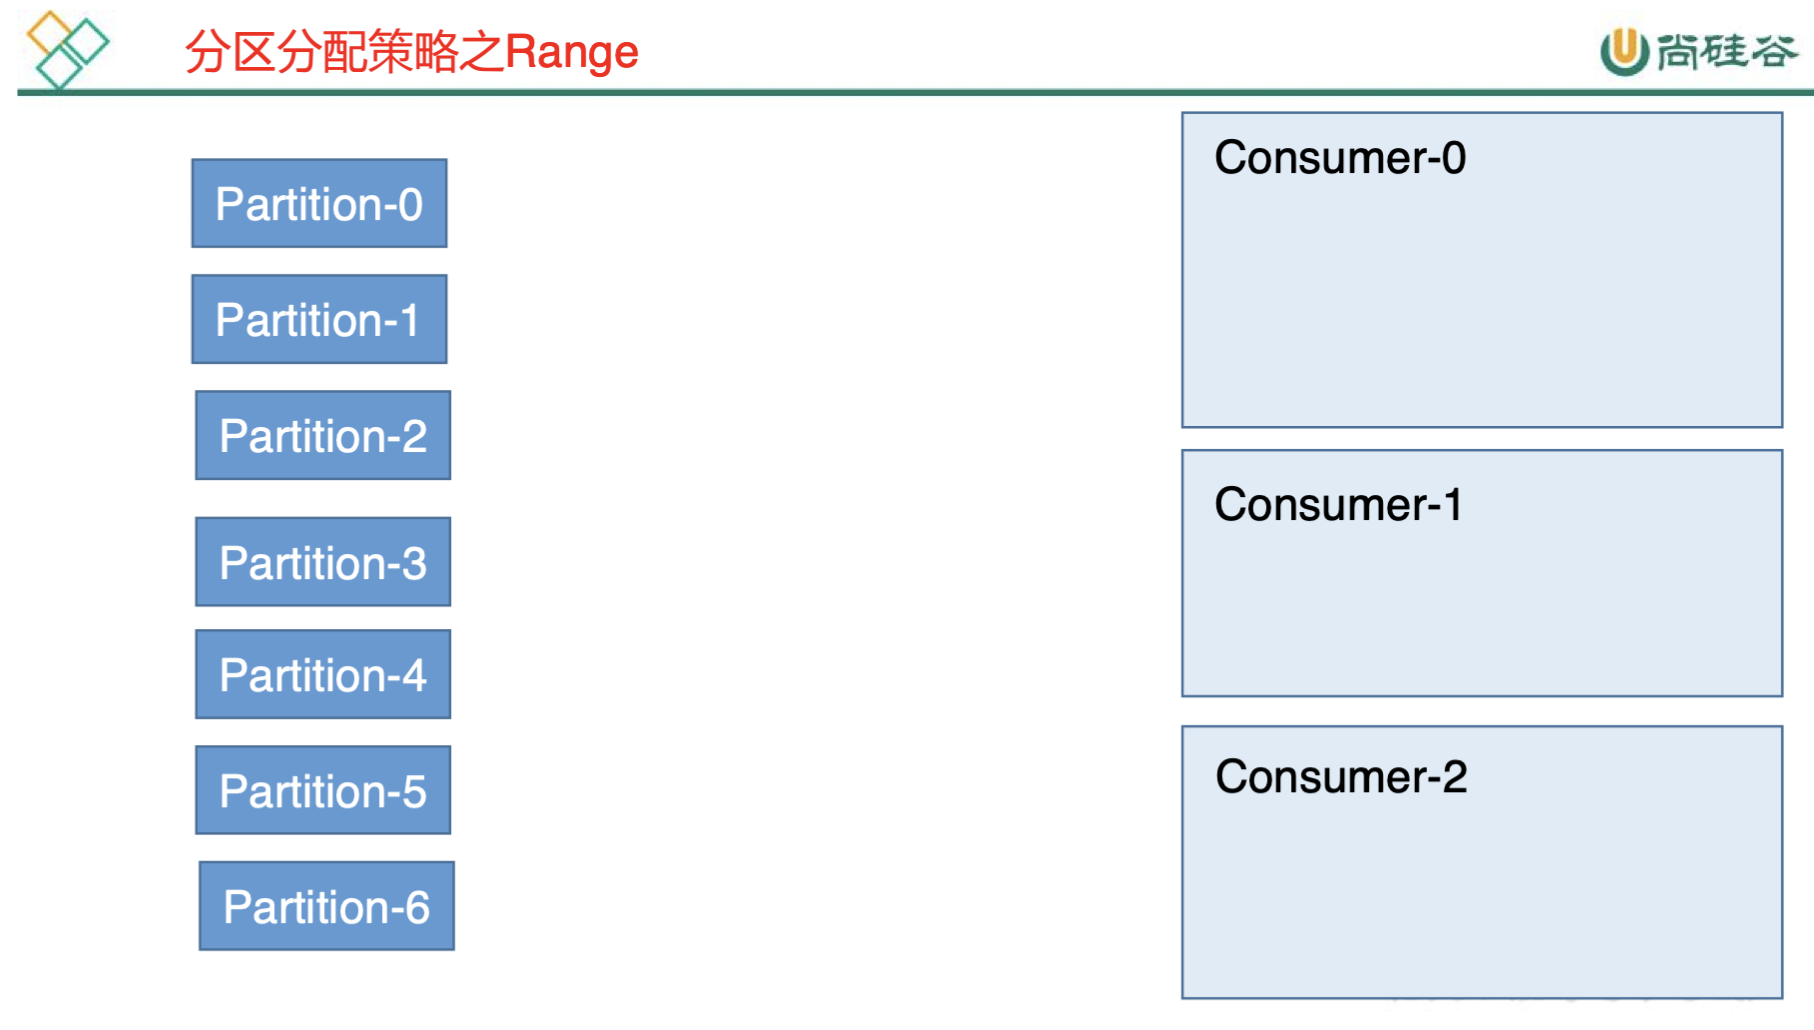 分区分配策略之Range
尚硅谷
Partition-0
Partition-1
Partition-2
Partition-3
Partition-4
Partition-5
Partition-6
Consumer-0
Consumer-1
Consumer-2